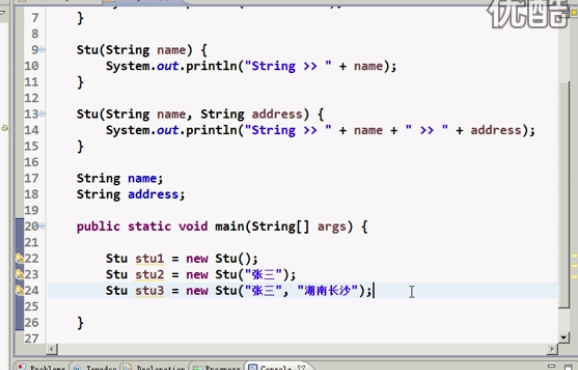 优酷
7 }
8
9 Stu(String name) {
10 System.out.println("String >> " + name);
11 }
12
13 Stu(String name, String address) {
14 System.out.println("String >> " + name + " >> " + address);
15 }
16
17 String name;
18 String address;
19
20 public static void main(String[] args) {
21
22 Stu stu1 = new Stu();
23 Stu stu2 = new Stu("张三");
24 Stu stu3 = new Stu("张三", "湖南长沙");
25
26 }
27
Problems Javadoc Declaration Progress Console